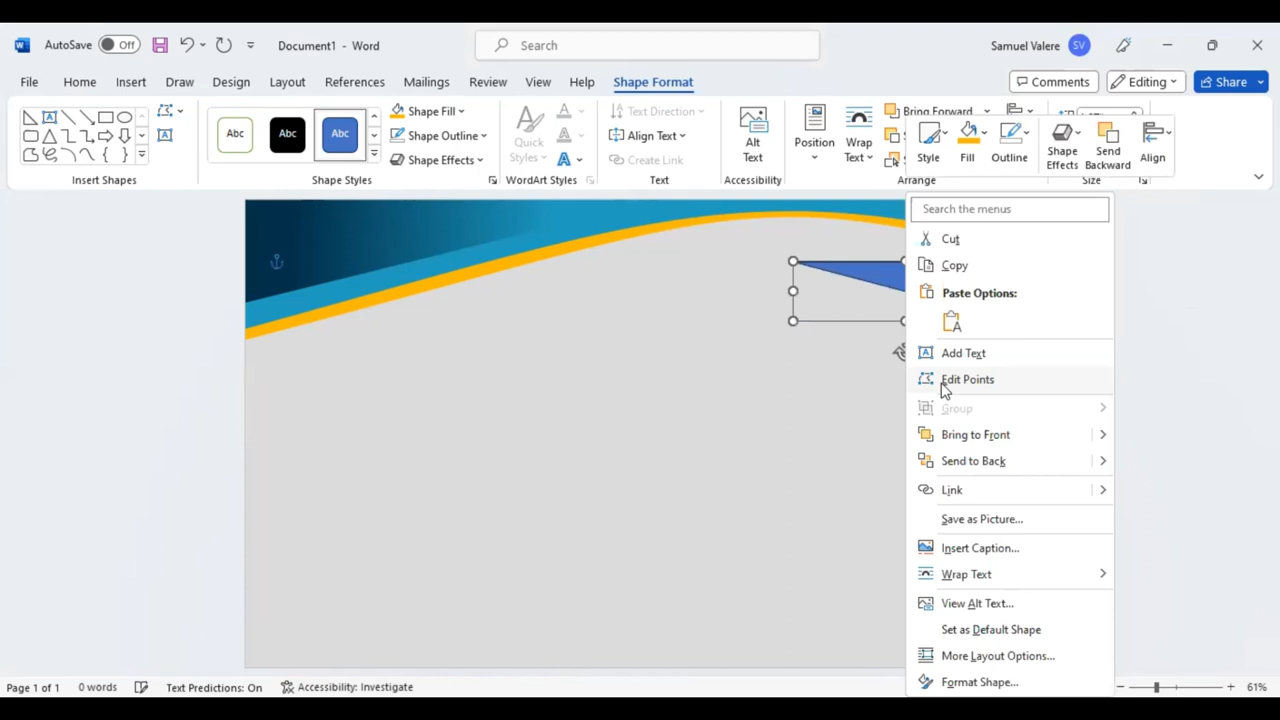 AutoSave Off Document1 - Word Search Samuel Valere SV
File Home Insert Draw Design Layout References Mailings Review View Help Shape Format Comments Editing Share
Abc Abc Abc
Shape Fill
Shape Outline
Shape Effects
Quick
Styles
Text Direction
Align Text
Create Link
Alt
Text
Position
Wrap
Text
Bring Forward
Insert Shapes Shape Styles WordArt Styles Text Accessibility Arrange Size
Style Fill Outline
Shape
Effects
Send
Backward
Align
Search the menus
Cut
Copy
Paste Options:
A
Add Text
Edit Points
Group
Bring to Front
Send to Back
Link
Save as Picture...
Insert Caption...
Wrap Text
View Alt Text...
Set as Default Shape
More Layout Options...
Format Shape...
Page 1 of 1 0 words Text Predictions: On Accessibility: Investigate 61%